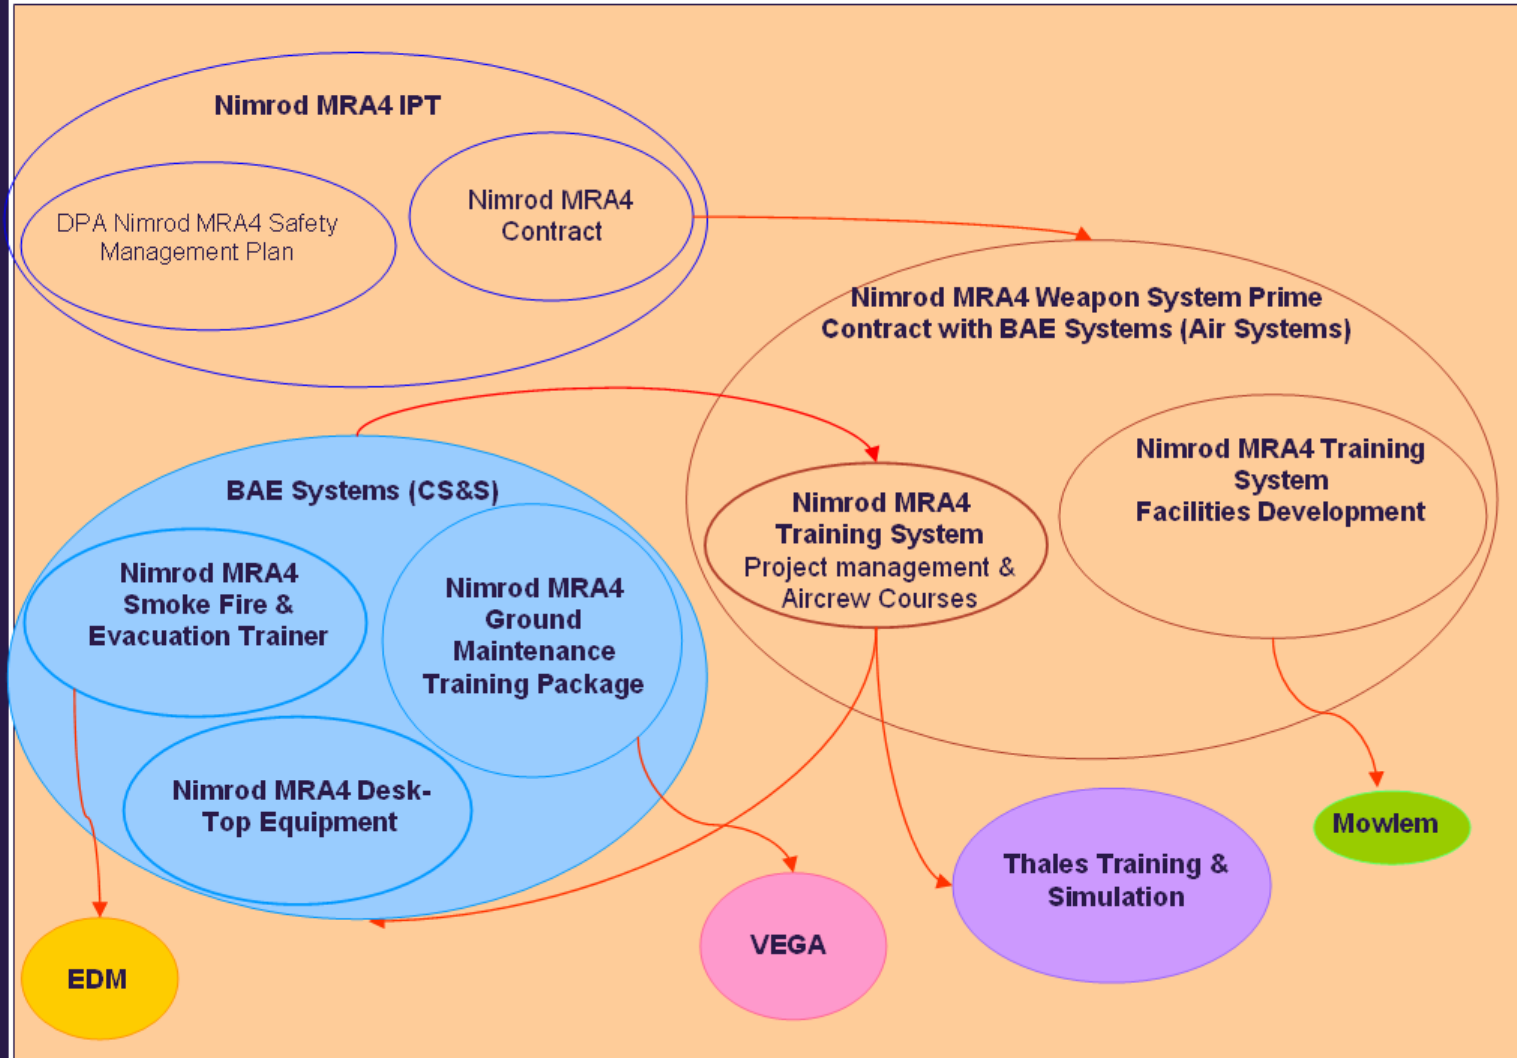 Nimrod MRA4 IPT
DPA Nimrod MRA4 Safety
Management Plan
Nimrod MRA4
Contract
Nimrod MRA4 Weapon System Prime
Contract with BAE Systems (Air Systems)
Nimrod MRA4 Training
System
Facilities Development
Nimrod MRA4
Training System
Project management &
Aircrew Courses
BAE Systems (CS&S)
Nimrod MRA4
Smoke Fire &
Evacuation Trainer
Nimrod MRA4
Ground
Maintenance
Training Package
Nimrod MRA4 Desk-
Top Equipment
Mowlem
Thales Training &
Simulation
VEGA
EDM